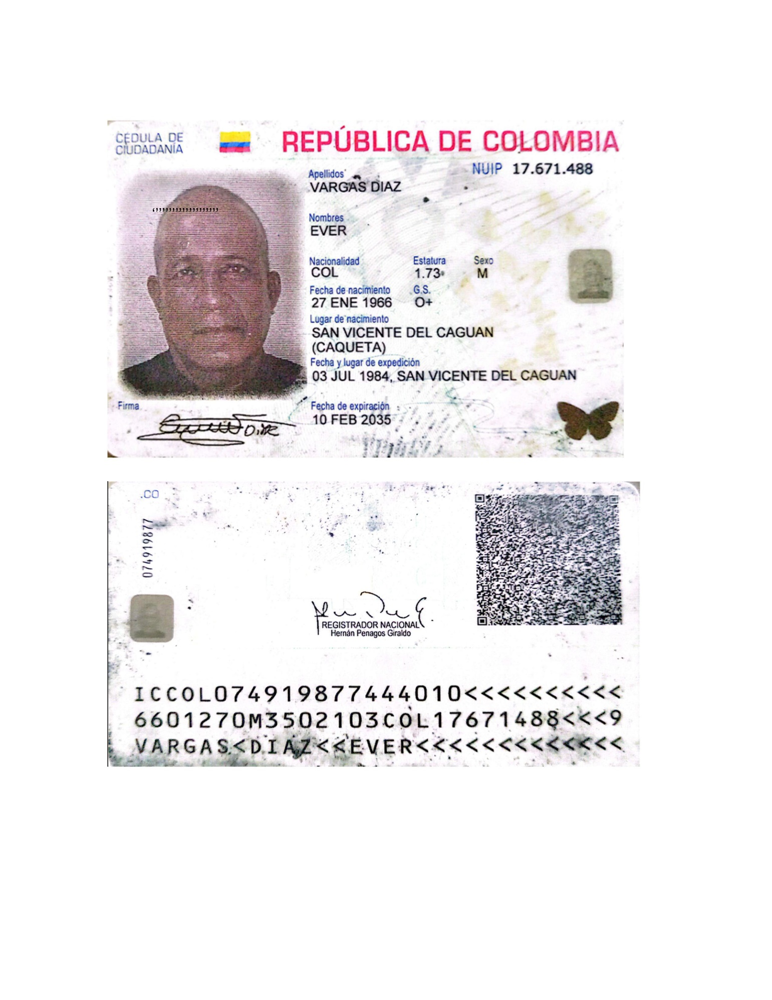 CÉDULA DE
CIUDADANÍA
REPÚBLICA DE COLOMBIA
NUIP 17.671.488
Apellidos
VARGAS DIAZ
Nombres
EVER
Nacionalidad Estatura Sexo
COL 1.73 M
Fecha de nacimiento G.S.
27 ENE 1966 O+
Lugar de nacimiento
SAN VICENTE DEL CAGUAN
(CAQUETA)
Fecha y lugar de expedición
03 JUL 1984, SAN VICENTE DEL CAGUAN
Firma
Fecha de expiración
10 FEB 2035
.CO
074919877
REGISTRADOR NACIONAL
Hernán Penagos Giraldo
ICCOL074919877444010<<<<<<<<<<
6601270M3502103COL17671488<<<9
VARGAS<DIAZ<<EVER<<<<<<<<<<<<<